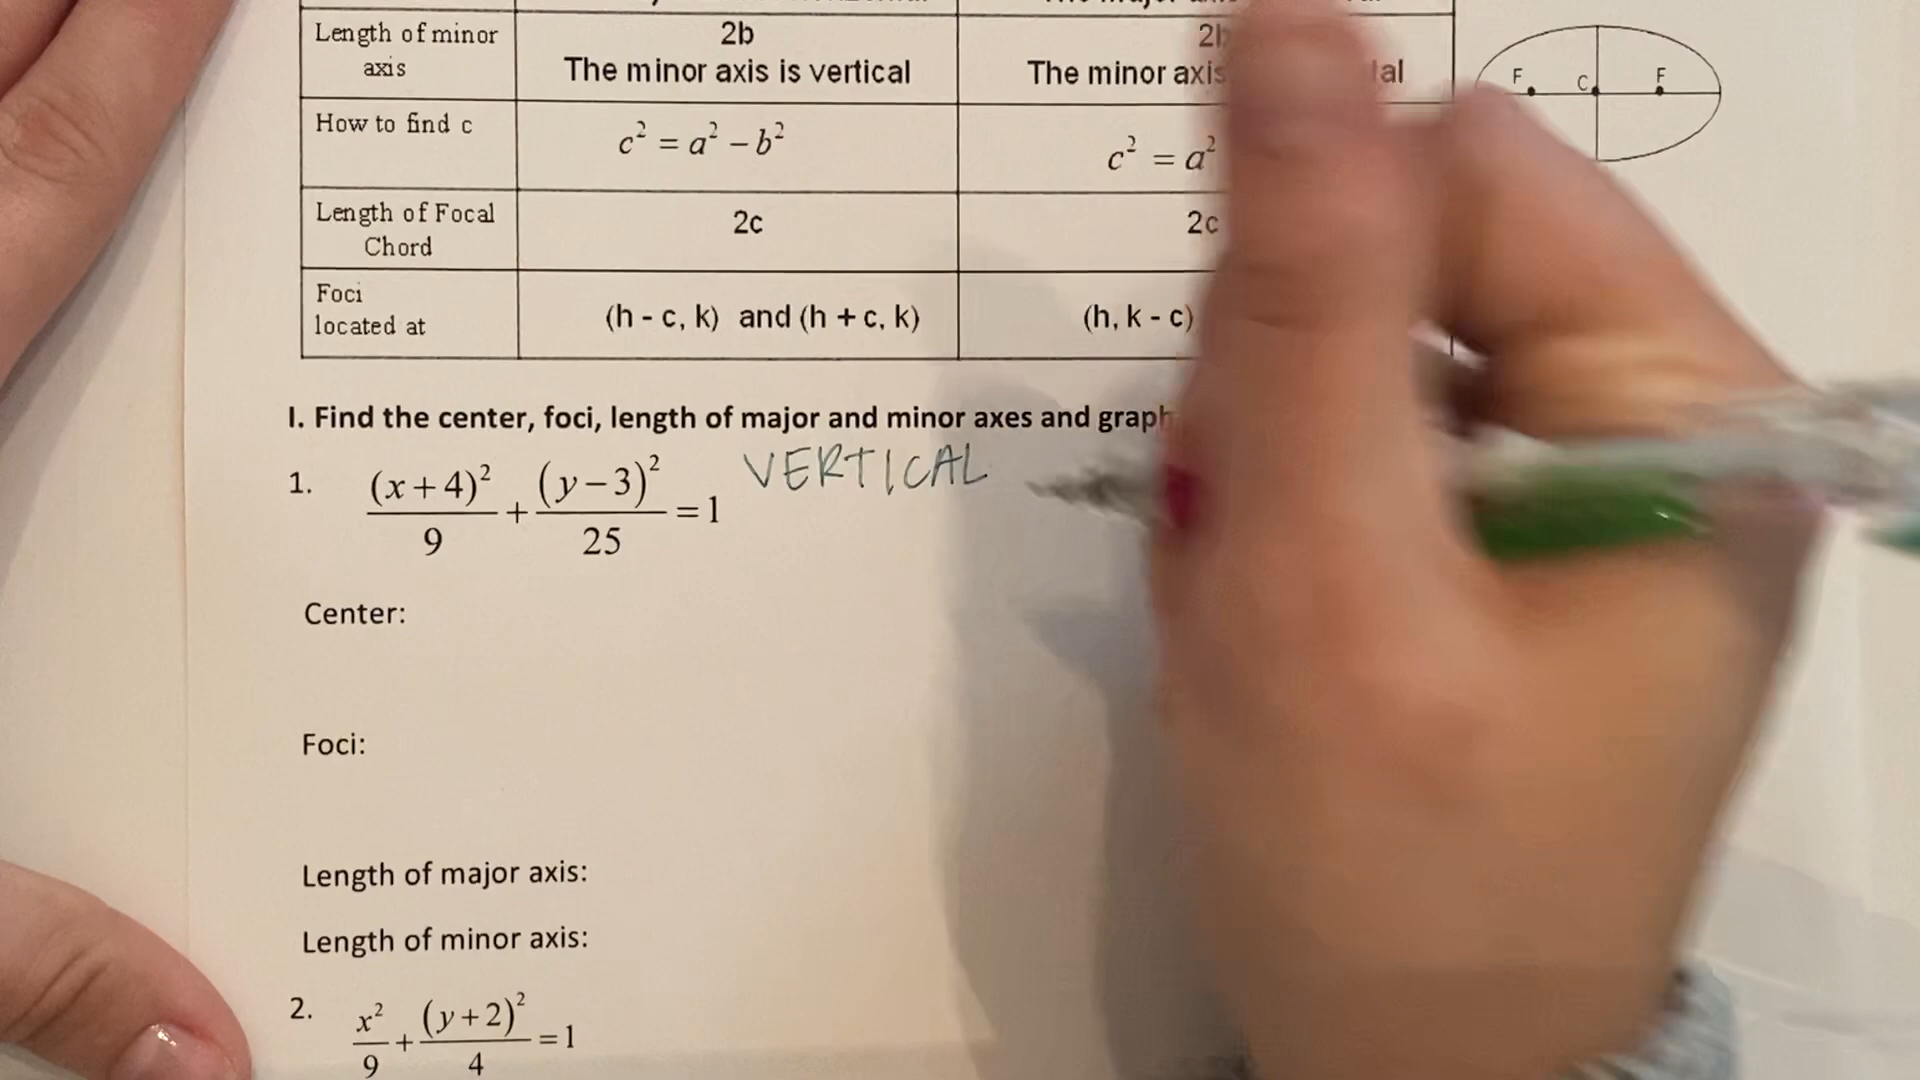 Length of minor axis
2b
The minor axis is vertical
2b
The minor axis
How to find c
c² = a² − b²
c² = a²
Length of Focal Chord
2c
2c
Foci located at
(h - c, k) and (h + c, k)
(h, k - c)
F C F
I. Find the center, foci, length of major and minor axes and graph
1. (x+4)²/9 + (y−3)²/25 = 1 VERTICAL
Center:
Foci:
Length of major axis:
Length of minor axis:
2. x²/9 + (y+2)²/4 = 1